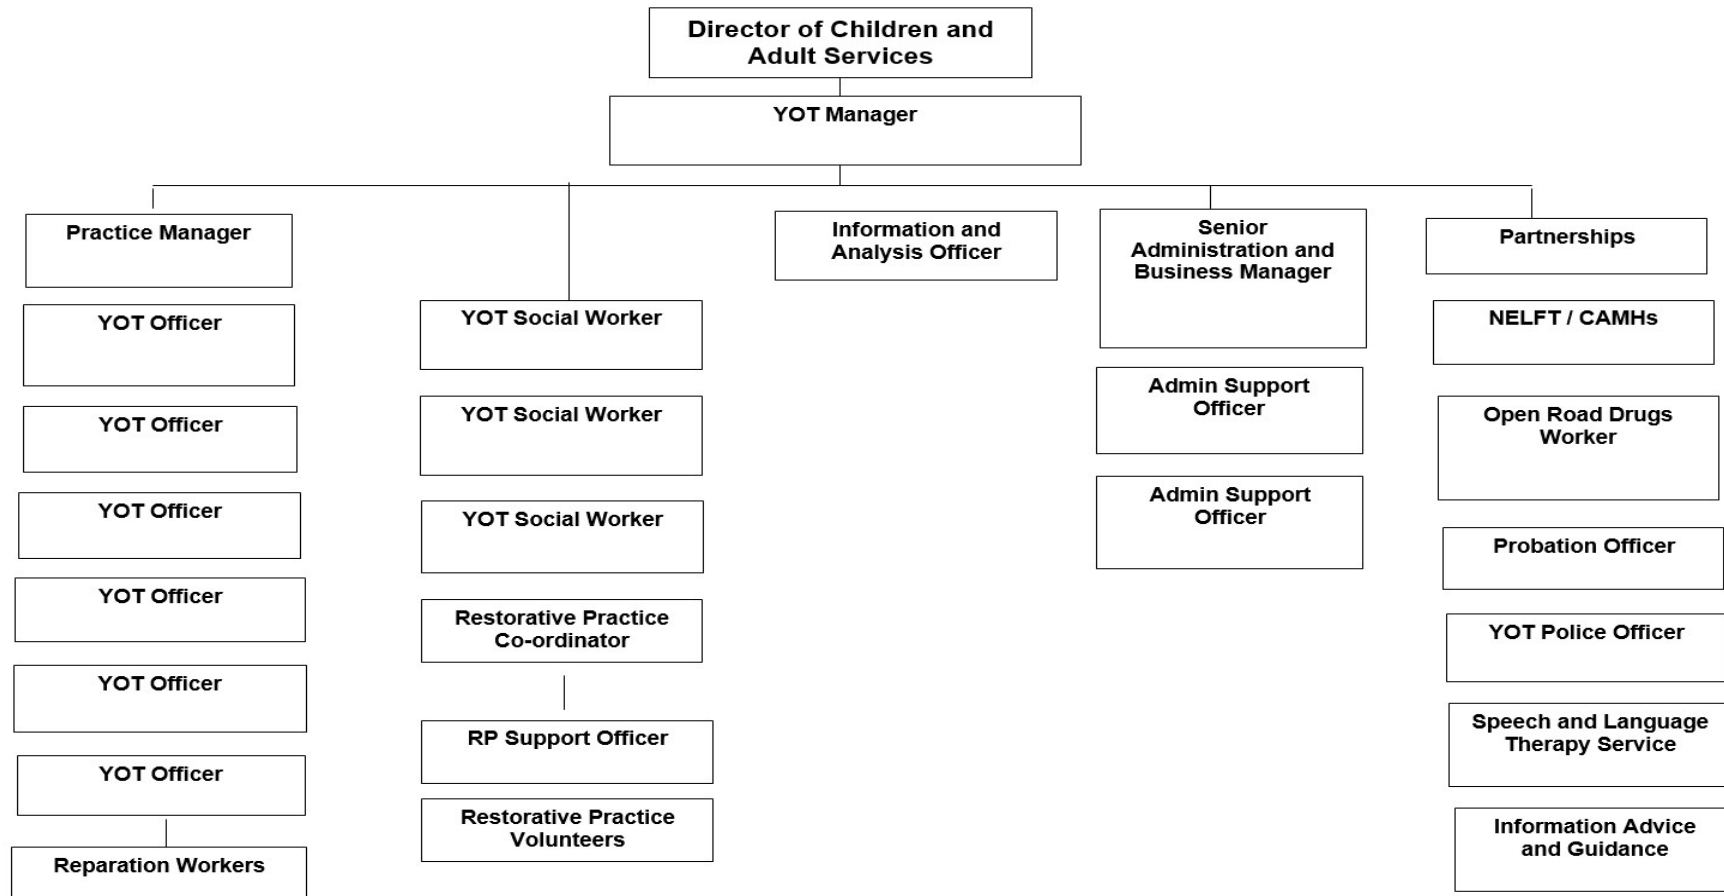 Director of Children and
Adult Services
YOT Manager
Practice Manager
YOT Officer
YOT Officer
YOT Officer
YOT Officer
YOT Officer
YOT Officer
Reparation Workers
YOT Social Worker
YOT Social Worker
YOT Social Worker
Restorative Practice
Co-ordinator
RP Support Officer
Restorative Practice
Volunteers
Information and
Analysis Officer
Senior
Administration and
Business Manager
Admin Support
Officer
Admin Support
Officer
Partnerships
NELFT / CAMHs
Open Road Drugs
Worker
Probation Officer
YOT Police Officer
Speech and Language
Therapy Service
Information Advice
and Guidance